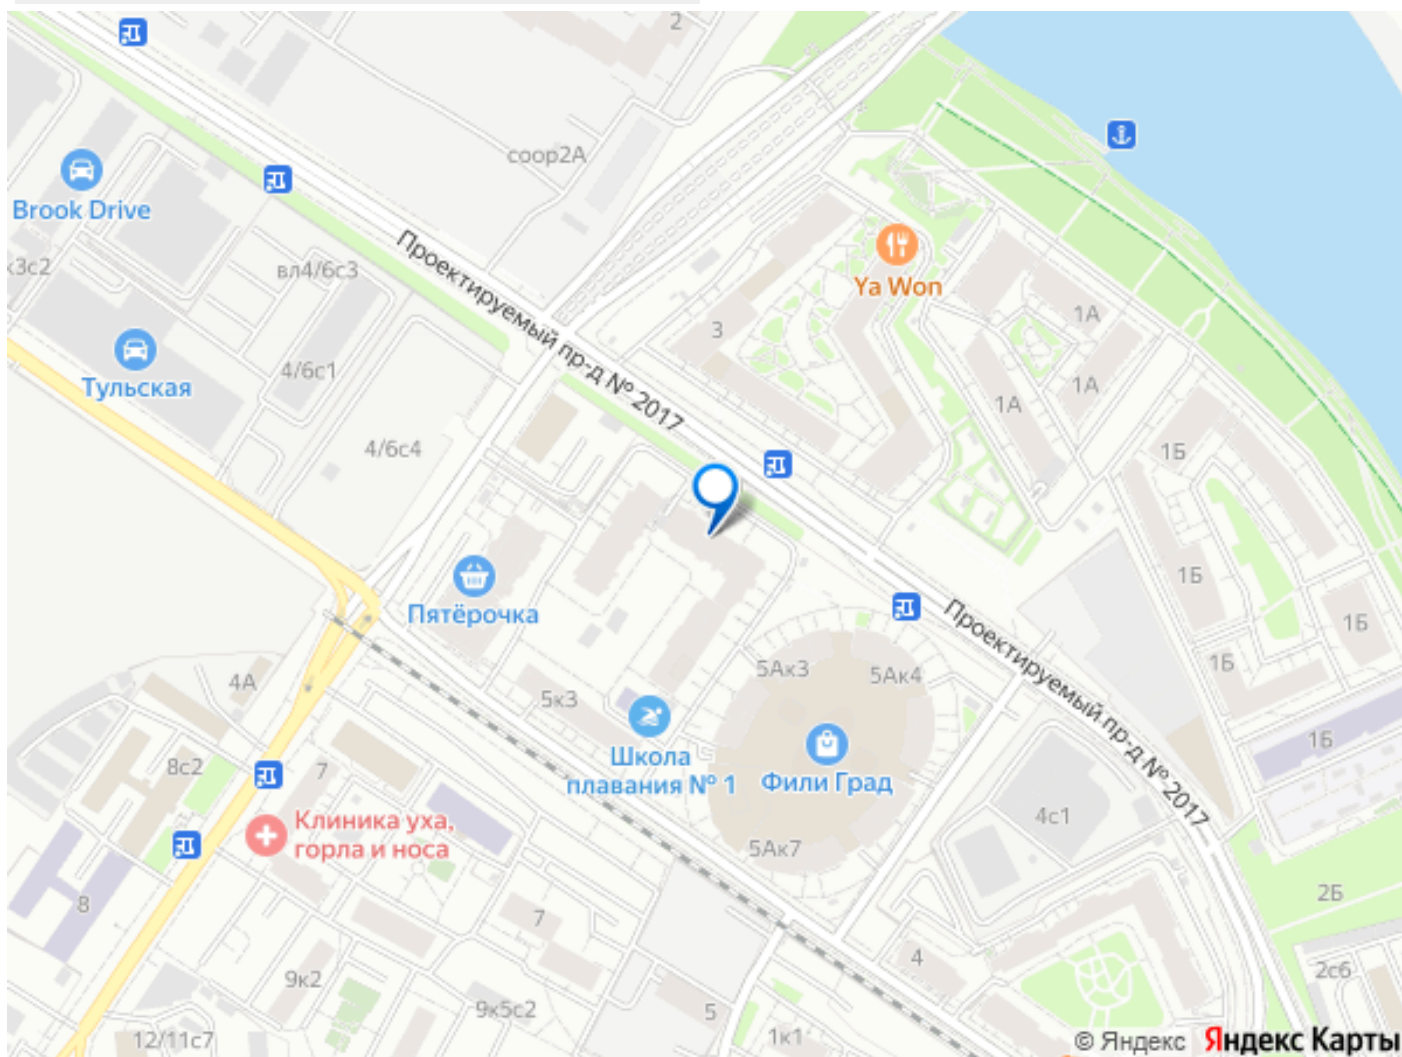 2
соор2А
Brook Drive
к3с2
вл4/6с3
Проектируемый пр-д № 2017
Ya Won
3
1А
1А
1А
Тульская
4/6с1
4/6с4
1Б
1Б
1Б
1Б
Пятёрочка
Проектируемый пр-д № 2017
4А
5к3
5Ак3
5Ак4
Школа
плавания № 1
Фили Град
1Б
8с2
7
Клиника уха,
горла и носа
4с1
5Ак7
8
7
2Б
4
9к2
9к5с2
5
2с6
12/11с7
1к1
© Яндекс Яндекс Карты